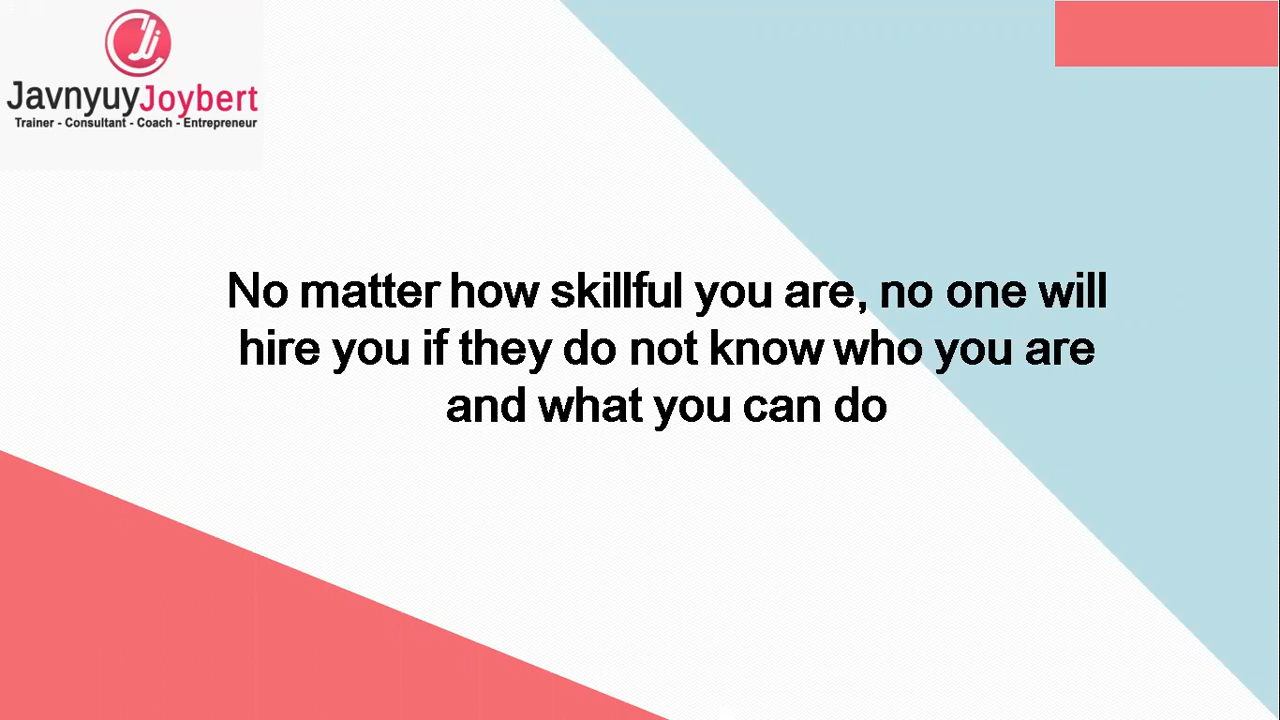 JavnyuyJoybert
Trainer - Consultant - Coach - Entrepreneur
No matter how skillful you are, no one will
hire you if they do not know who you are
and what you can do